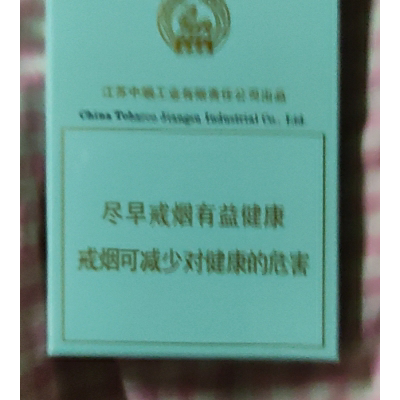 江苏中烟工业有限责任公司出品
China Tobacco Jiangsu Industrial Co., Ltd.
尽早戒烟有益健康
戒烟可减少对健康的危害